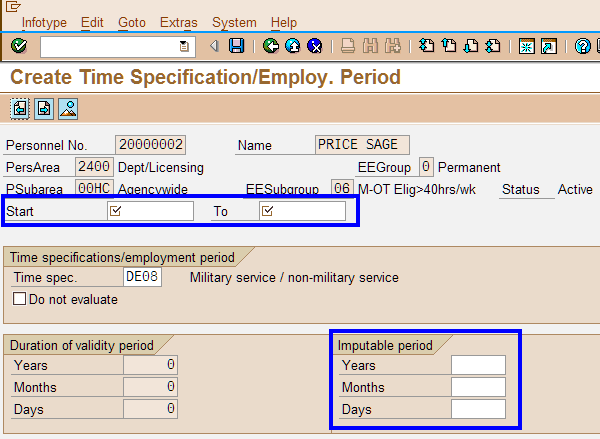 Infotype Edit Goto Extras System Help
Create Time Specification/Employ. Period
Personnel No. 20000002 Name PRICE SAGE
PersArea 2400 Dept/Licensing EEGroup 0 Permanent
PSubarea 00HC Agencywide EESubgroup 06 M-OT Elig>40hrs/wk Status Active
Start To
Time specifications/employment period
Time spec. DE08 Military service / non-military service
Do not evaluate
Duration of validity period Imputable period
Years 0 Years
Months 0 Months
Days 0 Days